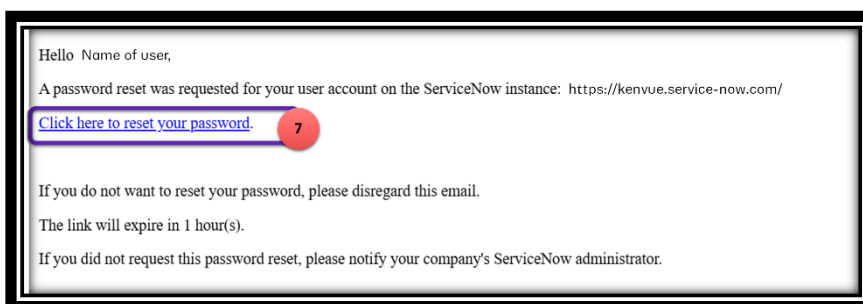 Hello Name of user,
A password reset was requested for your user account on the ServiceNow instance: https://kenvue.service-now.com/
Click here to reset your password.
7
If you do not want to reset your password, please disregard this email.
The link will expire in 1 hour(s).
If you did not request this password reset, please notify your company's ServiceNow administrator.